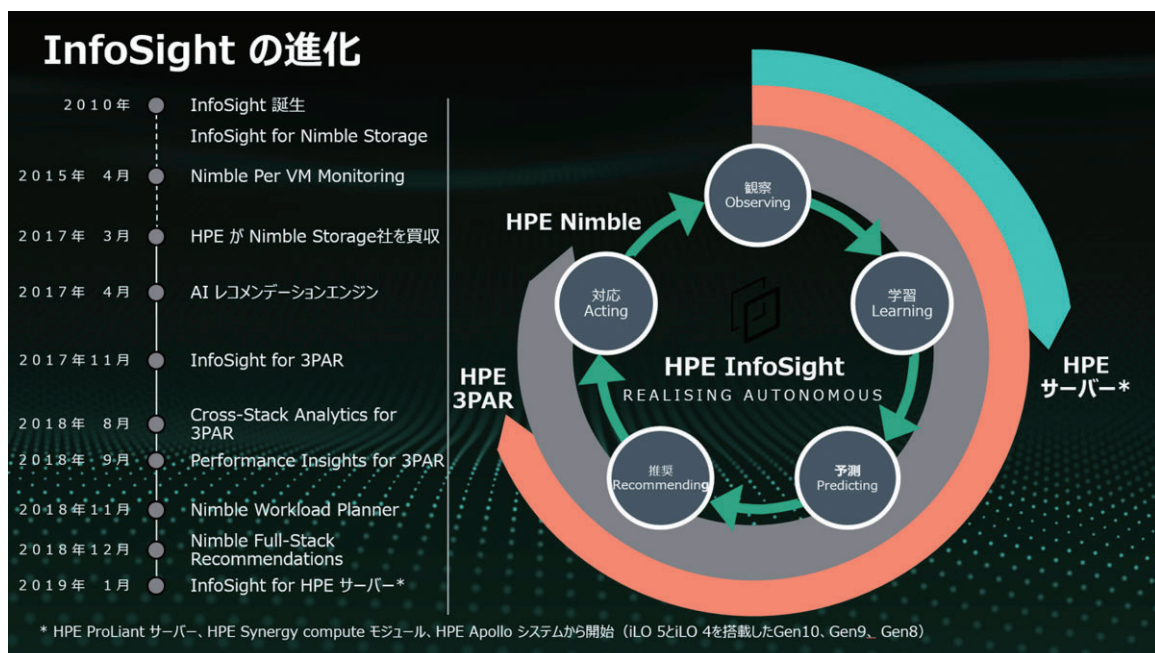 InfoSight の進化
2010年 InfoSight 誕生
InfoSight for Nimble Storage
2015年 4月 Nimble Per VM Monitoring
2017年 3月 HPE が Nimble Storage社を買収
2017年 4月 AI レコメンデーションエンジン
2017年11月 InfoSight for 3PAR
2018年 8月 Cross-Stack Analytics for
3PAR
2018年 9月 Performance Insights for 3PAR
2018年11月 Nimble Workload Planner
2018年12月 Nimble Full-Stack
Recommendations
2019年 1月 InfoSight for HPE サーバー*
観察
Observing
HPE Nimble
対応
Acting
学習
Learning
HPE InfoSight
REALISING AUTONOMOUS
HPE
3PAR
HPE
サーバー*
推奨
Recommending
予測
Predicting
* HPE ProLiant サーバー、HPE Synergy compute モジュール、HPE Apollo システムから開始（iLO 5とiLO 4を搭載したGen10、Gen9、Gen8）